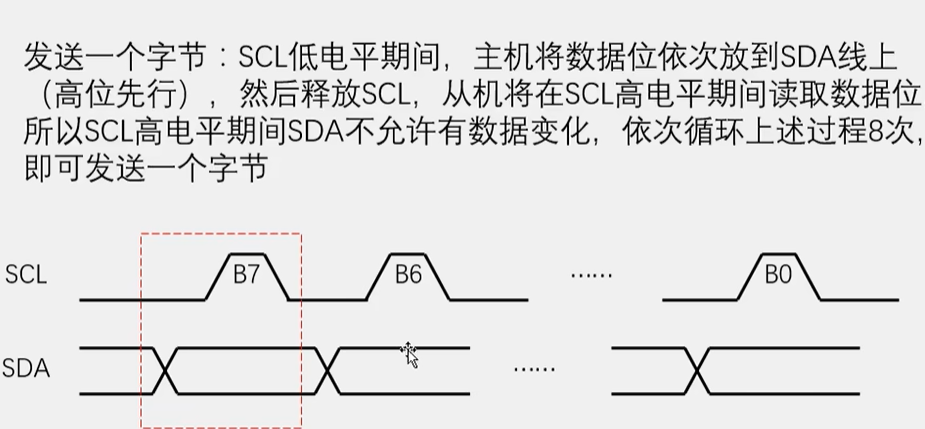 发送一个字节：SCL低电平期间，主机将数据位依次放到SDA线上
（高位先行），然后释放SCL，从机将在SCL高电平期间读取数据位
所以SCL高电平期间SDA不允许有数据变化，依次循环上述过程8次，
即可发送一个字节
SCL B7 B6 …… B0
SDA ……